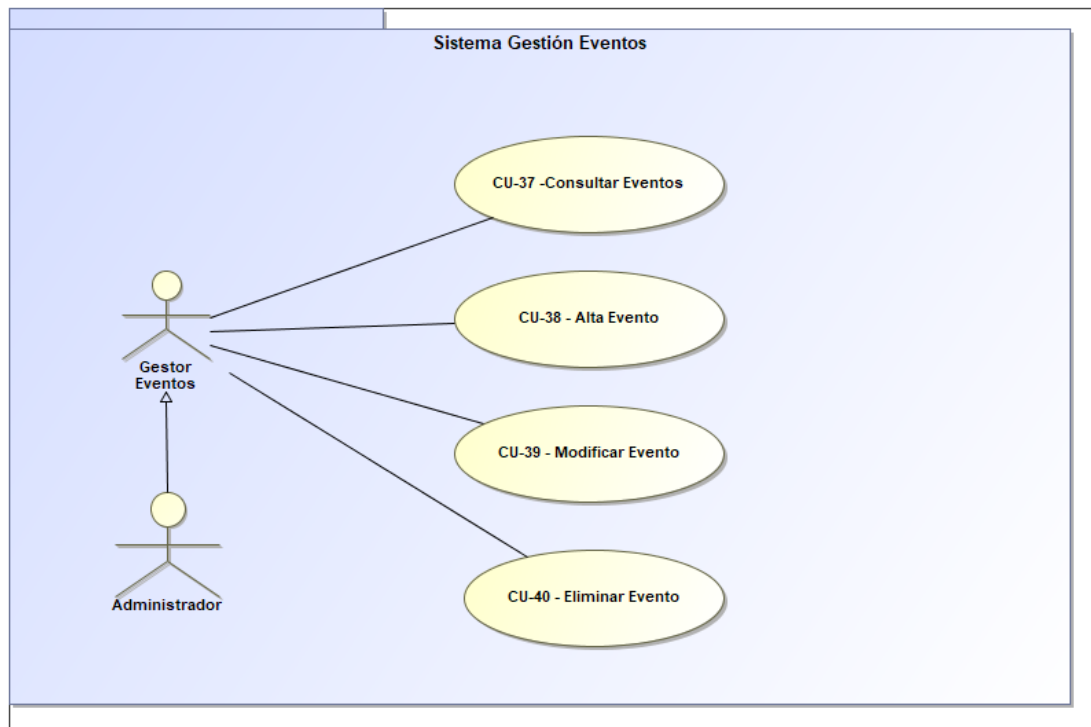 Sistema Gestión Eventos
CU-37 -Consultar Eventos
CU-38 - Alta Evento
Gestor
Eventos
CU-39 - Modificar Evento
CU-40 - Eliminar Evento
Administrador